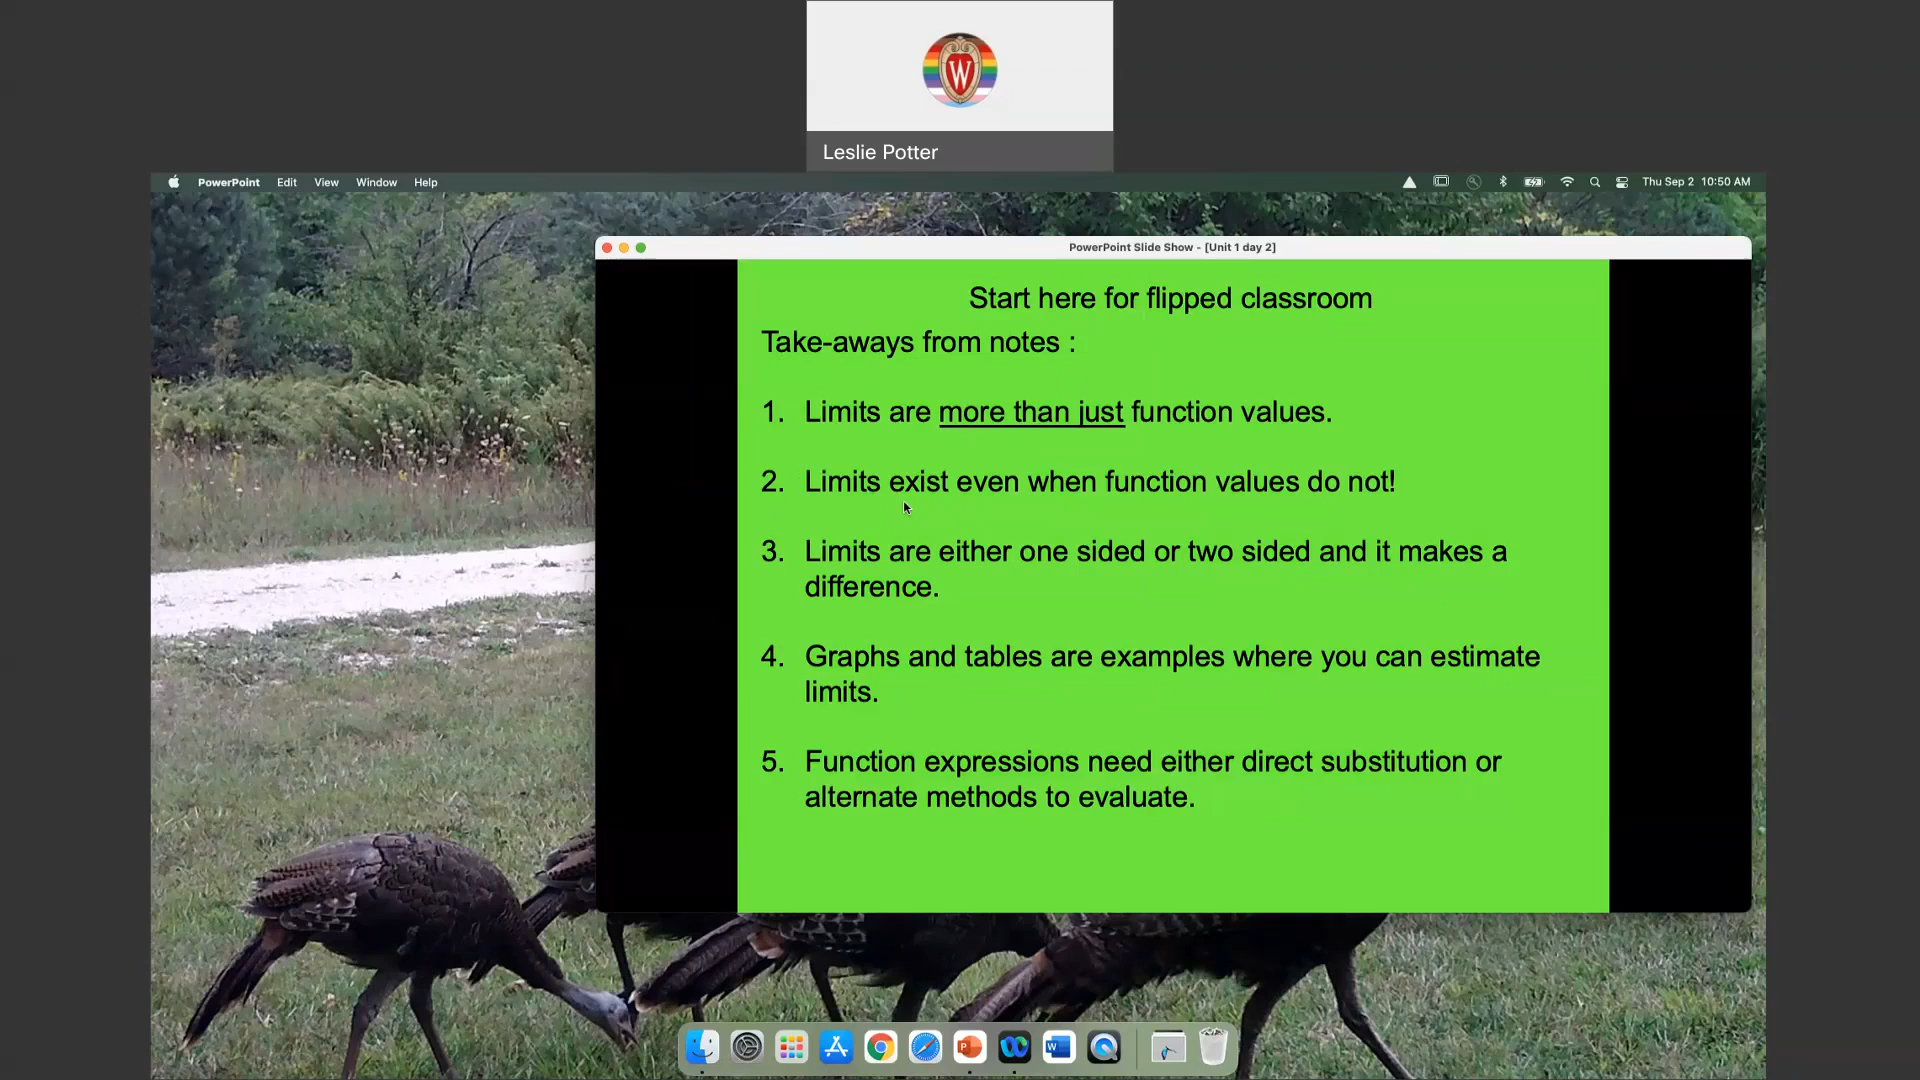 W
Leslie Potter
PowerPoint Edit View Window Help Thu Sep 2 10:50 AM
PowerPoint Slide Show - [Unit 1 day 2]
Start here for flipped classroom
Take-aways from notes :
1. Limits are more than just function values.
2. Limits exist even when function values do not!
3. Limits are either one sided or two sided and it makes a
difference.
4. Graphs and tables are examples where you can estimate
limits.
5. Function expressions need either direct substitution or
alternate methods to evaluate.
P W